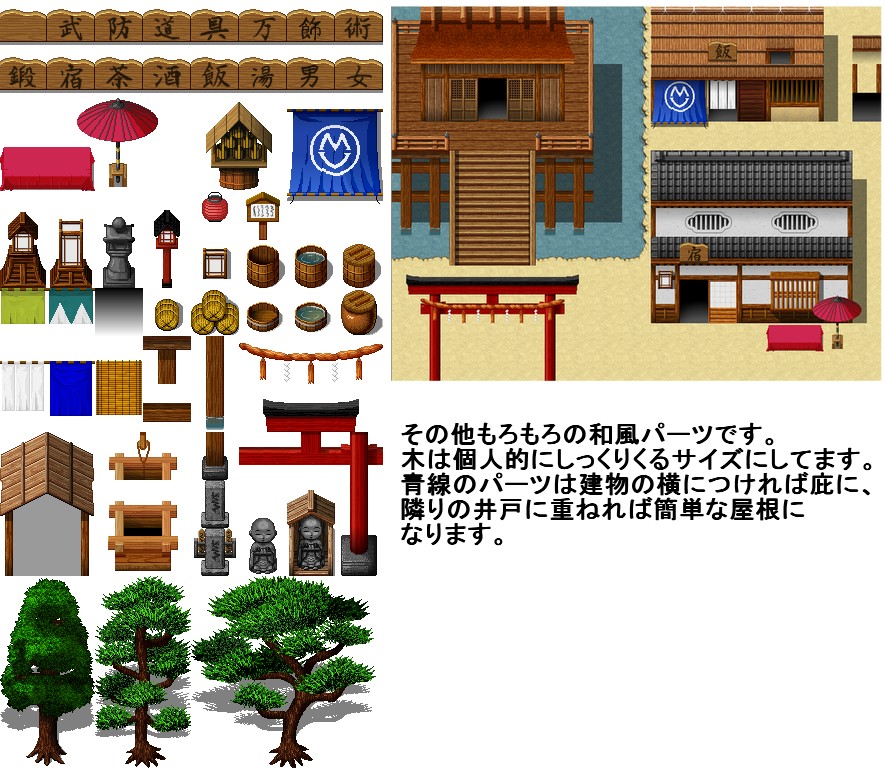 武 防 道 具 万 飾 術
鍛 宿 茶 酒 飯 湯 男 女
飯
宿
その他もろもろの和風パーツです。
木は個人的にしっくりくるサイズにしてます。
青線のパーツは建物の横につければ庇に、
隣りの井戸に重ねれば簡単な屋根に
なります。